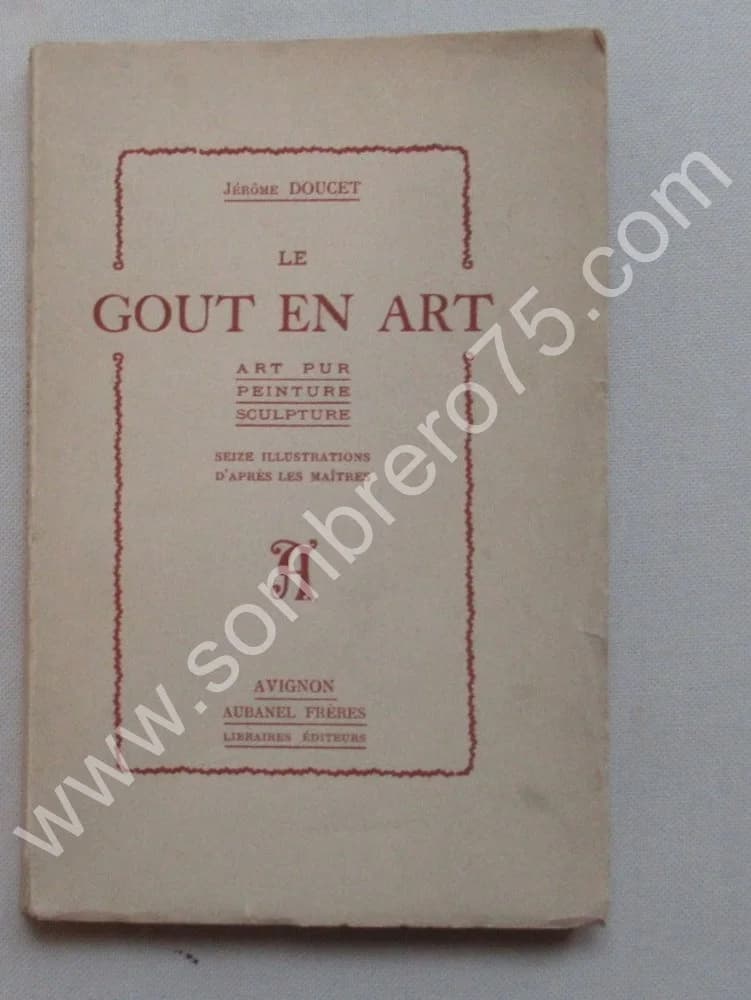 Jérôme DOUCET
LE
GOUT EN ART
ART PUR
PEINTURE
SCULPTURE
SEIZE ILLUSTRATIONS
D'APRÈS LES MAÎTRES
A
AVIGNON
AUBANEL FRÈRES
LIBRAIRES ÉDITEURS
www.sombrero75.com